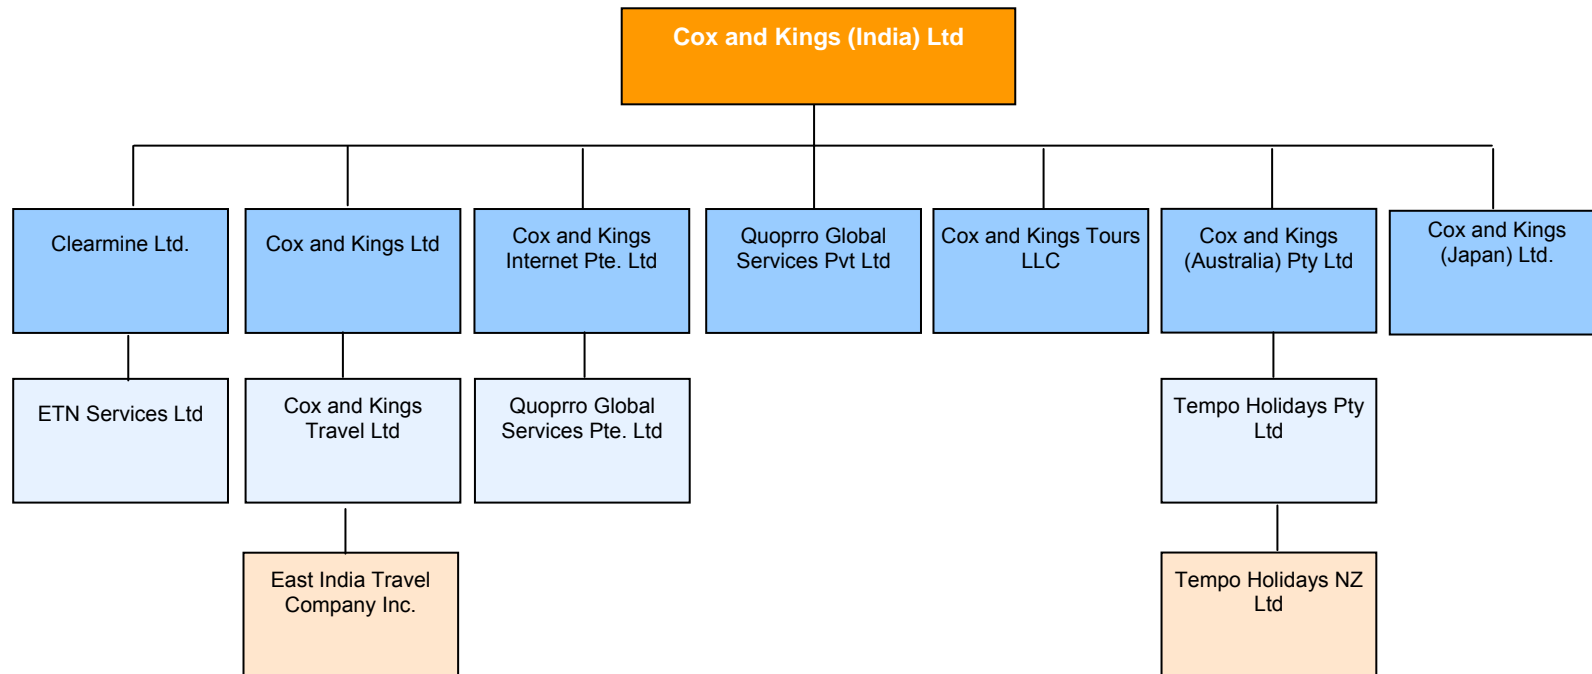 Cox and Kings (India) Ltd
Clearmine Ltd.
Cox and Kings Ltd
Cox and Kings
Internet Pte. Ltd
Quoprro Global
Services Pvt Ltd
Cox and Kings Tours
LLC
Cox and Kings
(Australia) Pty Ltd
Cox and Kings
(Japan) Ltd.
ETN Services Ltd
Cox and Kings
Travel Ltd
Quoprro Global
Services Pte. Ltd
Tempo Holidays Pty
Ltd
East India Travel
Company Inc.
Tempo Holidays NZ
Ltd